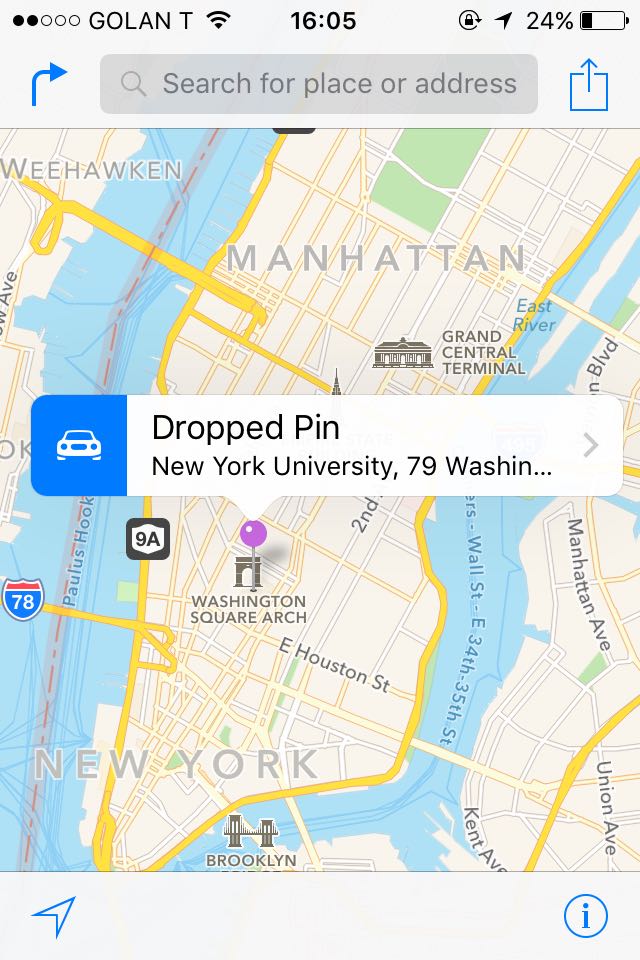 GOLAN T 16:05 24%
Search for place or address
WEEHAWKEN
MANHATTAN
East
River
GRAND
CENTRAL
TERMINAL
Dropped Pin
New York University, 79 Washin...
2nd
9A
Paulus Hook
78
WASHINGTON
SQUARE ARCH
E Houston St
Wall St - E 34th-35th St
Manhattan Ave
NEW YORK
Union Ave
Kent Ave
BROOKLYN